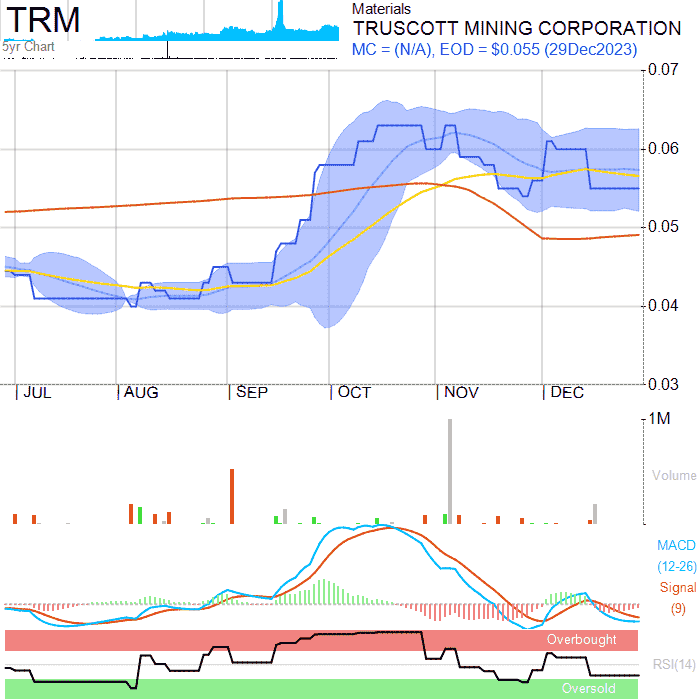 TRM
5yr Chart
Materials
TRUSCOTT MINING CORPORATION
MC = (N/A), EOD = $0.055 (29Dec2023)
0.07
0.06
0.05
0.04
0.03
JUL AUG SEP OCT NOV DEC
1M
Volume
MACD
(12-26)
Signal
(9)
Overbought
RSI(14)
Oversold